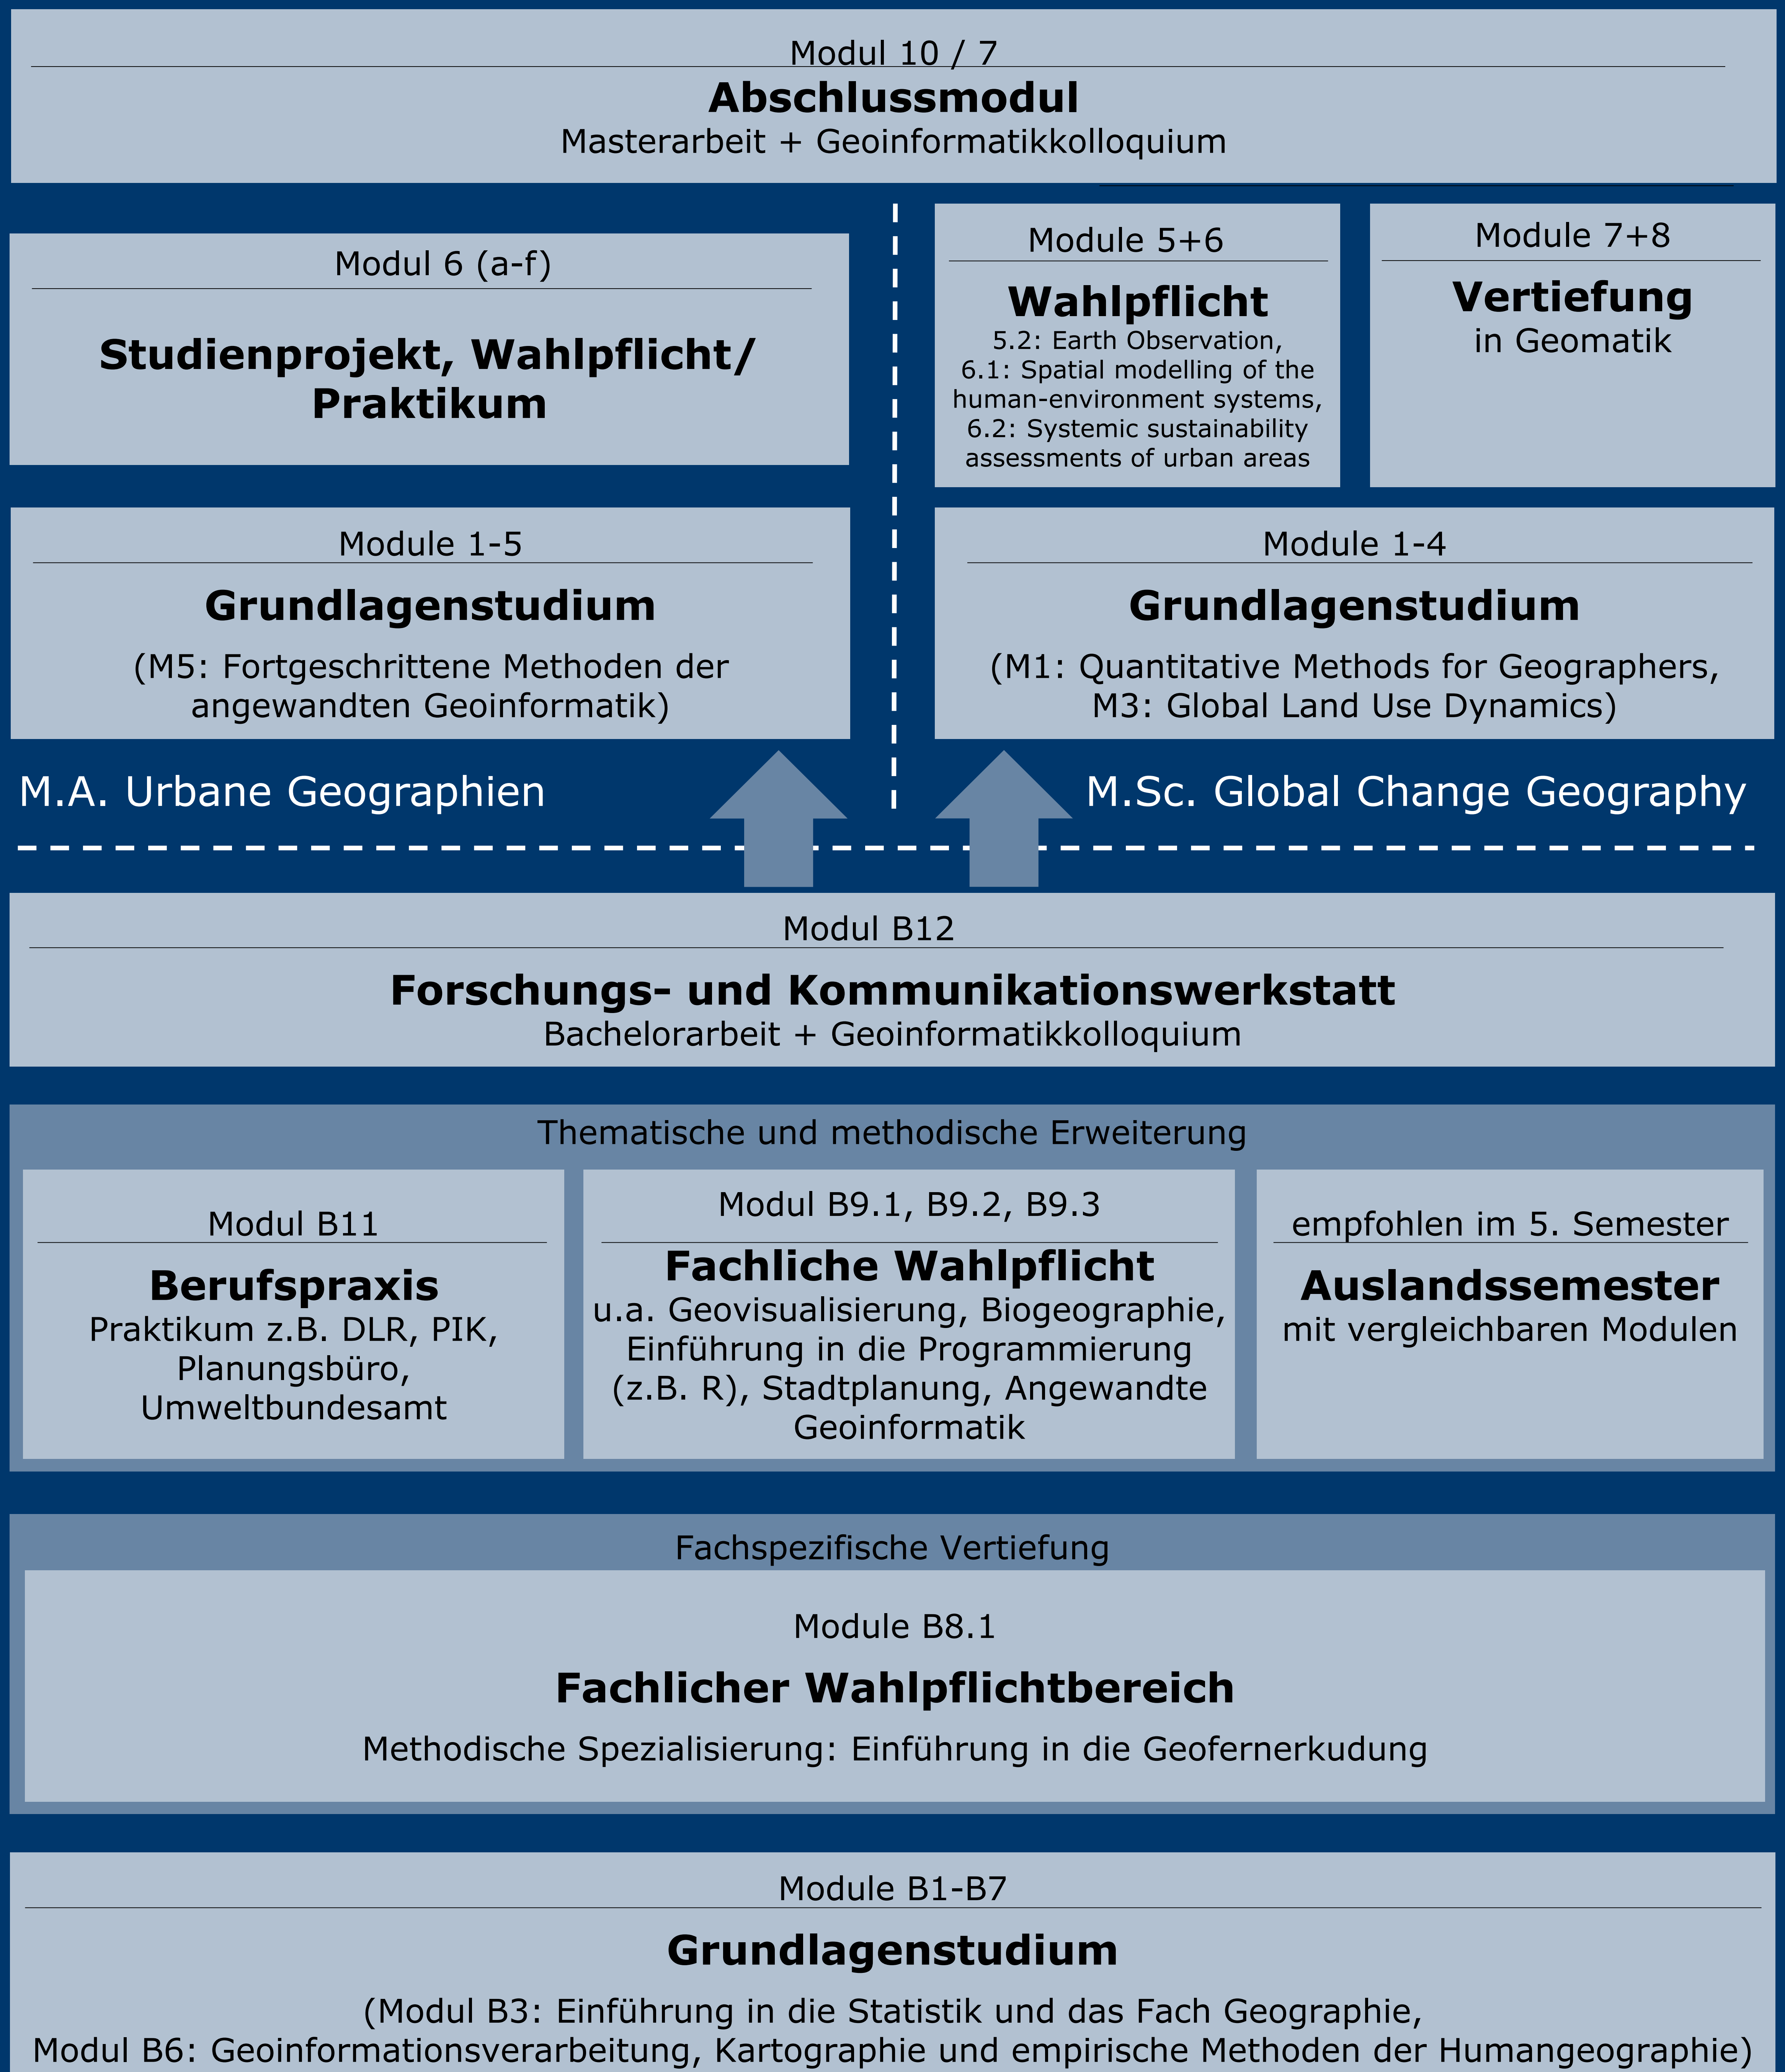 Modul 10 / 7
Abschlussmodul
Masterarbeit + Geoinformatikkolloquium
Modul 6 (a-f)
Studienprojekt, Wahlpflicht/
Praktikum
Module 5+6
Wahlpflicht
5.2: Earth Observation,
6.1: Spatial modelling of the
human-environment systems,
6.2: Systemic sustainability
assessments of urban areas
Module 7+8
Vertiefung
in Geomatik
Module 1-5
Grundlagenstudium
(M5: Fortgeschrittene Methoden der
angewandten Geoinformatik)
Module 1-4
Grundlagenstudium
(M1: Quantitative Methods for Geographers,
M3: Global Land Use Dynamics)
M.A. Urbane Geographien
M.Sc. Global Change Geography
Modul B12
Forschungs- und Kommunikationswerkstatt
Bachelorarbeit + Geoinformatikkolloquium
Thematische und methodische Erweiterung
Modul B11
Berufspraxis
Praktikum z.B. DLR, PIK,
Planungsbüro,
Umweltbundesamt
Modul B9.1, B9.2, B9.3
Fachliche Wahlpflicht
u.a. Geovisualisierung, Biogeographie,
Einführung in die Programmierung
(z.B. R), Stadtplanung, Angewandte
Geoinformatik
empfohlen im 5. Semester
Auslandssemester
mit vergleichbaren Modulen
Fachspezifische Vertiefung
Module B8.1
Fachlicher Wahlpflichtbereich
Methodische Spezialisierung: Einführung in die Geofernerkudung
Module B1-B7
Grundlagenstudium
(Modul B3: Einführung in die Statistik und das Fach Geographie,
Modul B6: Geoinformationsverarbeitung, Kartographie und empirische Methoden der Humangeographie)